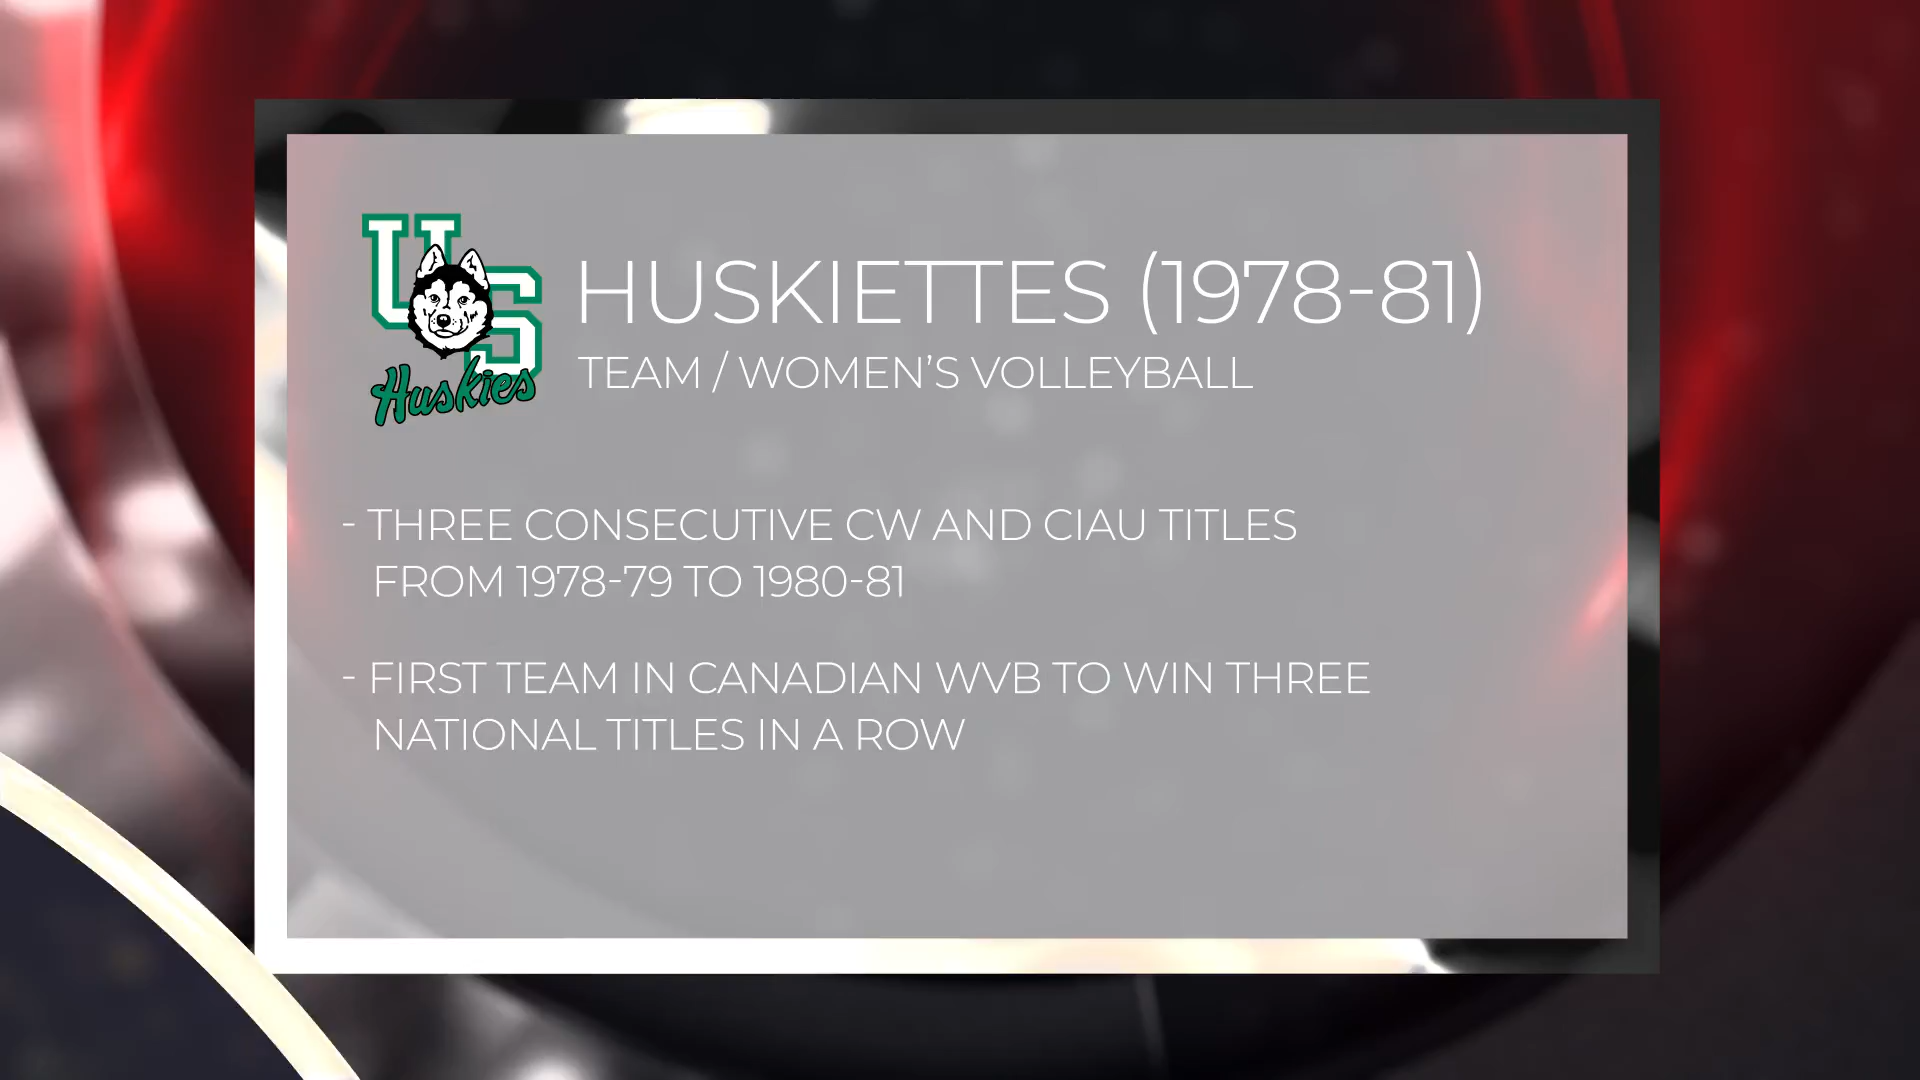 US
Huskies
HUSKIETTES (1978-81)
TEAM / WOMEN’S VOLLEYBALL
- THREE CONSECUTIVE CW AND CIAU TITLES
FROM 1978-79 TO 1980-81
- FIRST TEAM IN CANADIAN WVB TO WIN THREE
NATIONAL TITLES IN A ROW